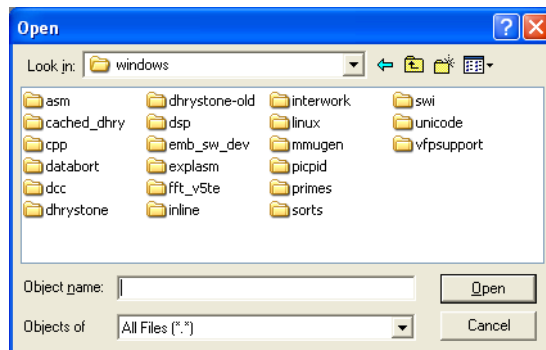 Open
Look in: windows
asm dhrystone-old interwork swi
cached_dhry dsp linux unicode
cpp emb_sw_dev mmugen vfpsupport
databort explasm picpid
dcc fft_v5te primes
dhrystone inline sorts
Object name: Open
Objects of All Files (*.*) Cancel